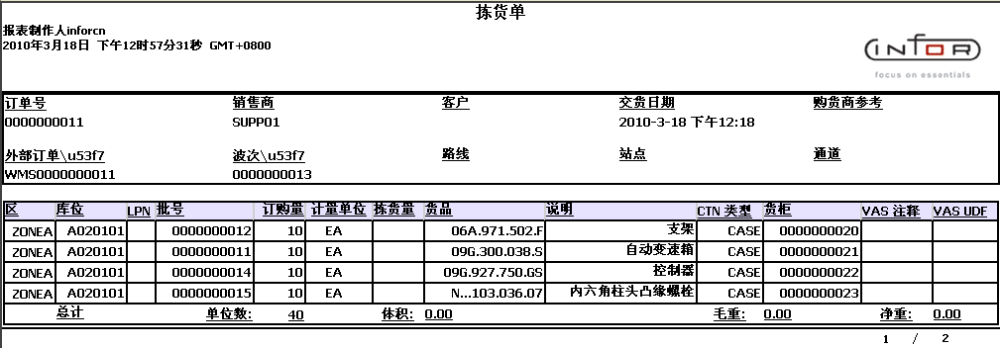 拣货单
报表制作人inforcn
2010年3月18日 下午12时57分31秒 GMT+0800
INFOR
focus on essentials
订单号 销售商 客户 交货日期 购货商参考
0000000011 SUPP01 2010-3-18 下午12:18
外部订单\u53f7 波次\u53f7 路线 站点 通道
WMS0000000011 0000000013
区 库位 LPN 批号 订购量 计量单位 拣货量 货品 说明 CTN 类型 货柜 VAS 注释 VAS UDF
ZONEA A020101 0000000012 10 EA 06A.971.502.F 支架 CASE 0000000020
ZONEA A020101 0000000011 10 EA 09G.300.038.S 自动变速箱 CASE 0000000021
ZONEA A020101 0000000014 10 EA 09G.927.750.GS 控制器 CASE 0000000022
ZONEA A020101 0000000015 10 EA N...103.036.07 内六角柱头凸缘螺栓 CASE 0000000023
总计 单位数: 40 体积: 0.00 毛重: 0.00 净重: 0.00
1 / 2